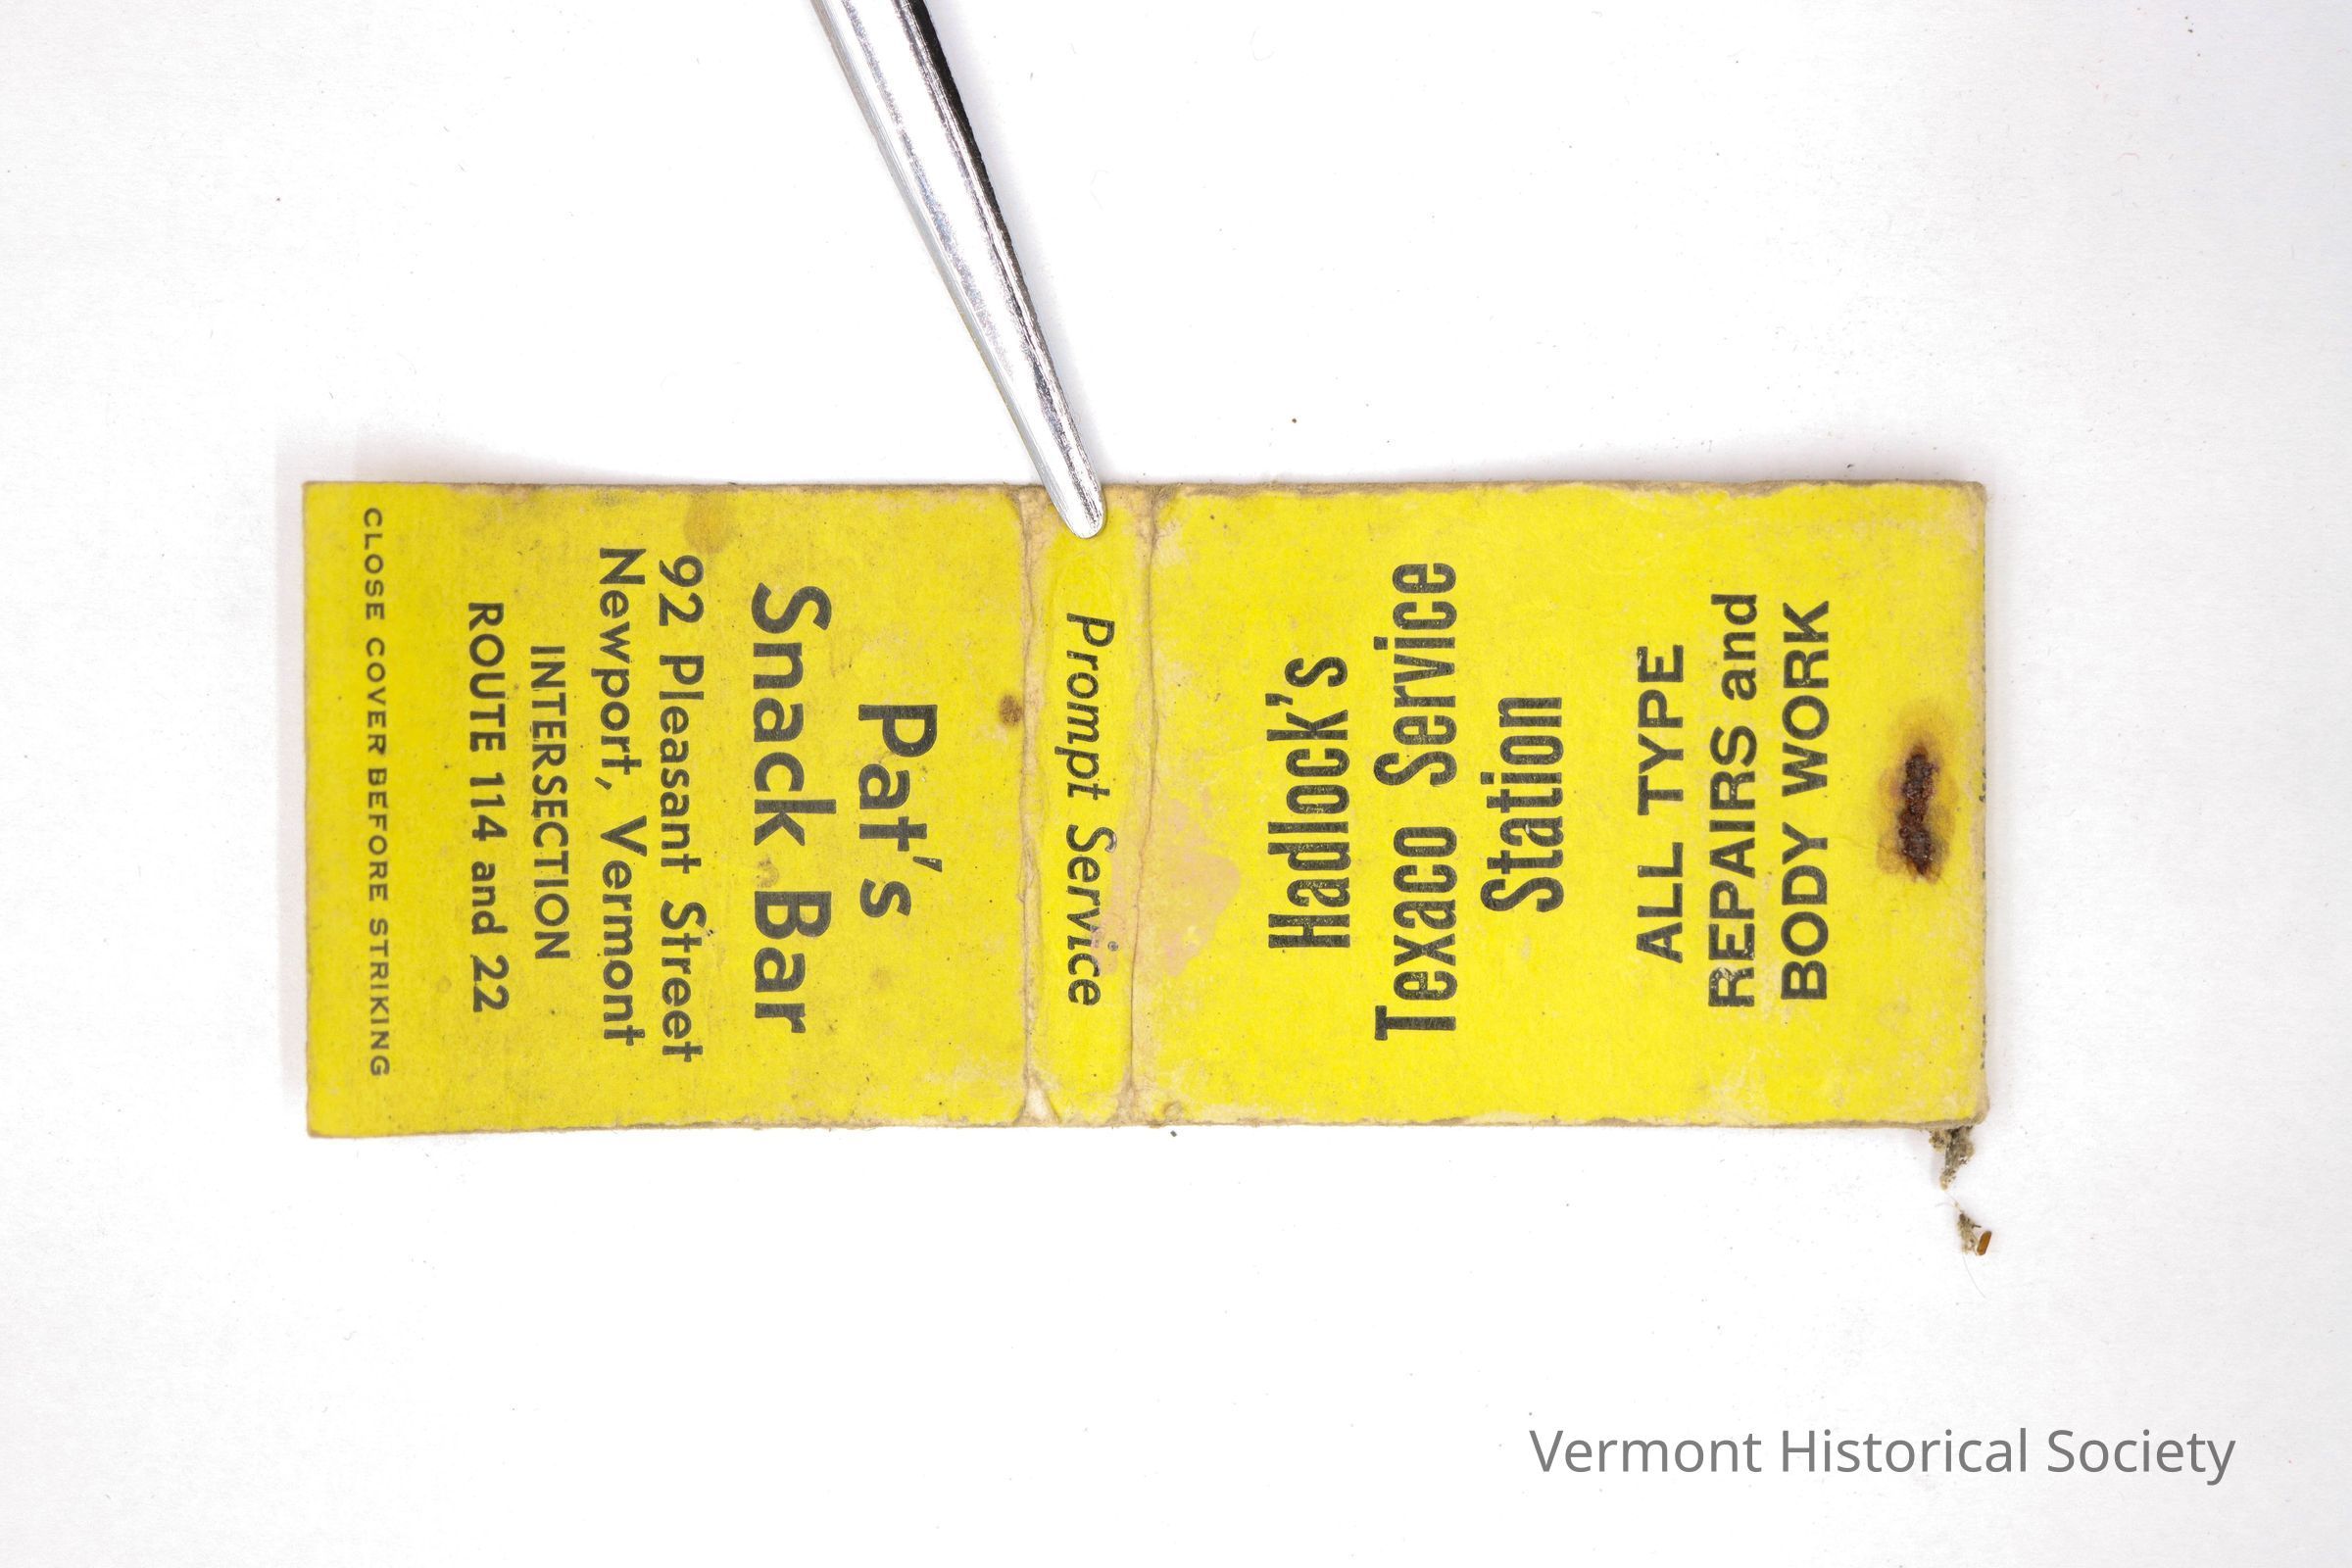 Pat's
Snack Bar
92 Pleasant Street
Newport, Vermont
INTERSECTION
ROUTE 114 and 22
CLOSE COVER BEFORE STRIKING
Prompt Service
Hadlock's
Texaco Service
Station
ALL TYPE
REPAIRS and
BODY WORK
Vermont Historical Society